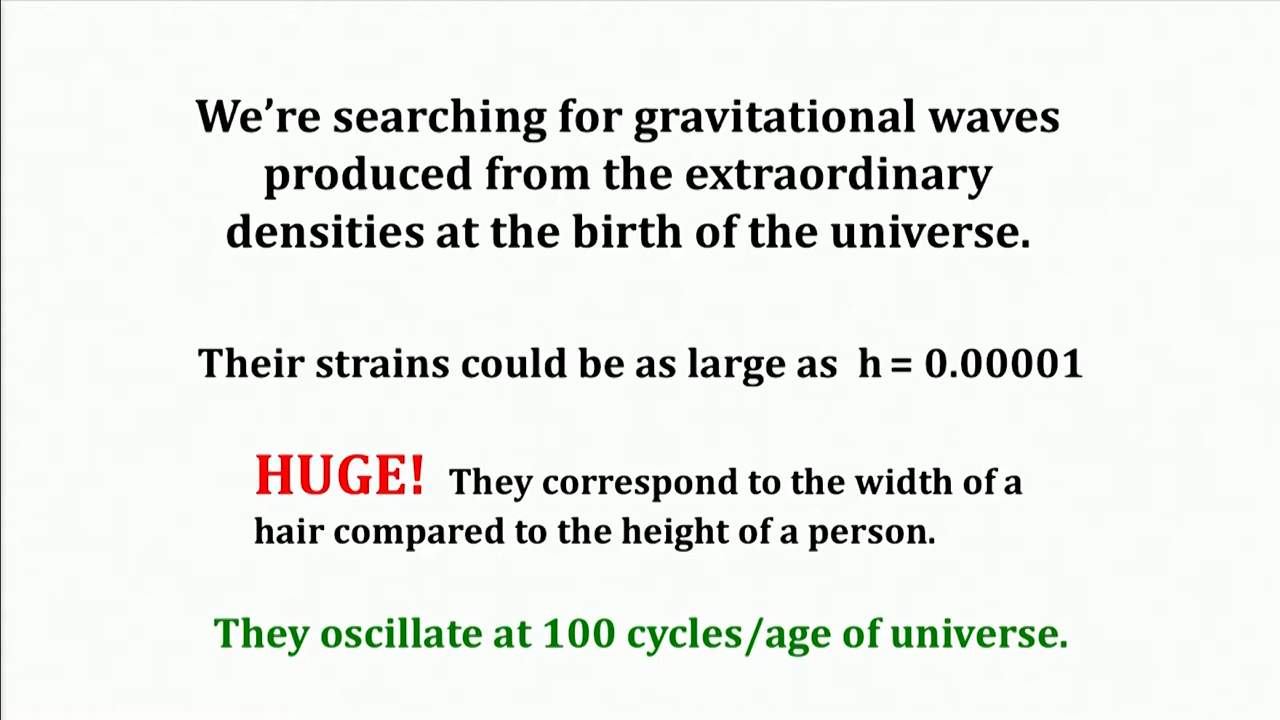 We’re searching for gravitational waves
produced from the extraordinary
densities at the birth of the universe.
Their strains could be as large as h = 0.00001
HUGE! They correspond to the width of a
hair compared to the height of a person.
They oscillate at 100 cycles/age of universe.